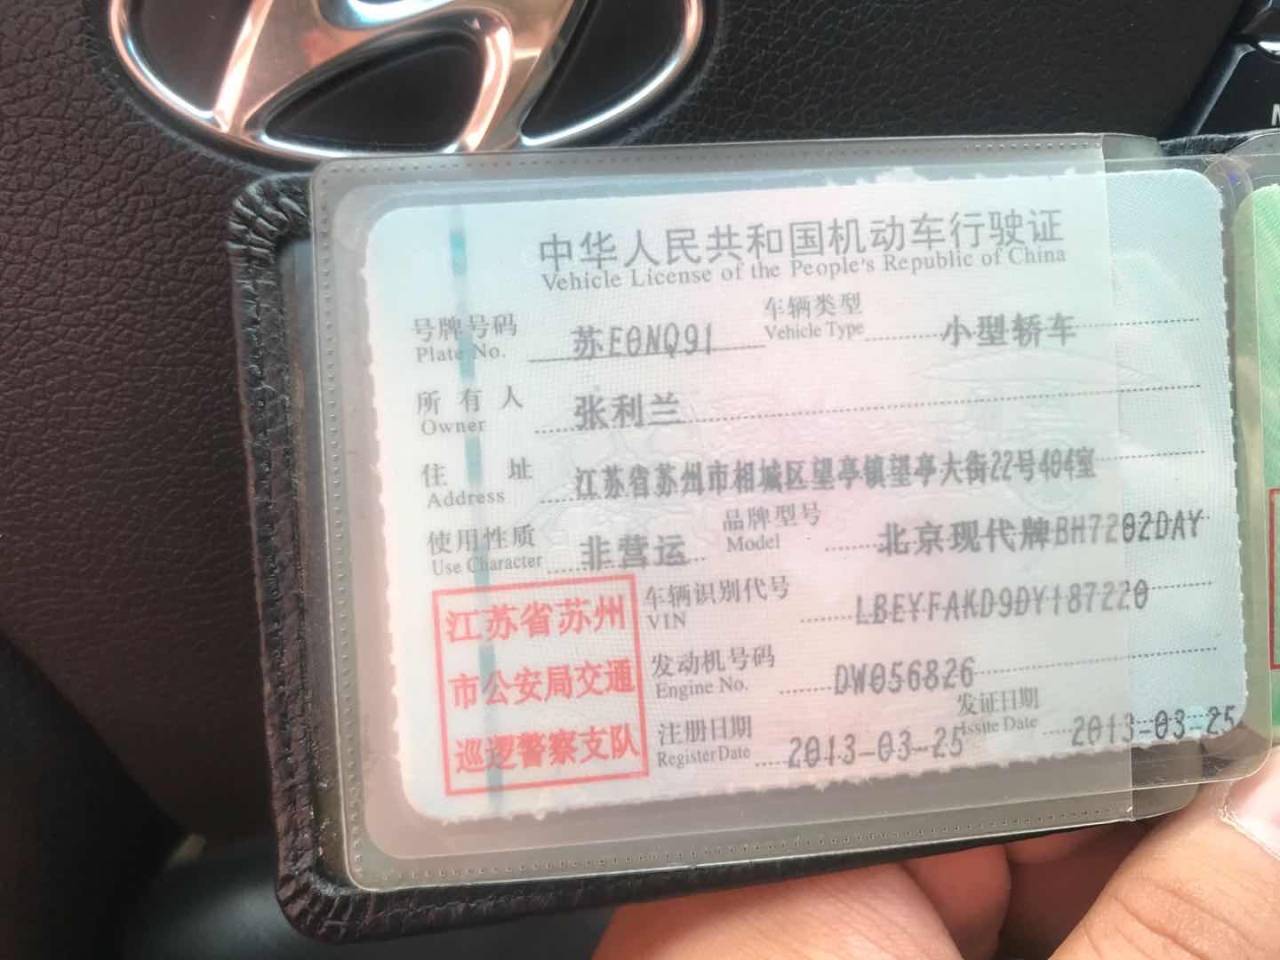 中华人民共和国机动车行驶证
Vehicle License of the People's Republic of China
号牌号码 苏E0NQ91 车辆类型 小型轿车
Plate No. Vehicle Type
所有人 张利兰
Owner
住址 江苏省苏州市相城区望亭镇望亭大街22号404室
Address
使用性质 非营运 品牌型号 北京现代牌BH7202DAY
Use Character Model
车辆识别代号 LBEYFAKD9DY187220
VIN
发动机号码 DW056826
Engine No.
注册日期 2013-03-25 发证日期 2013-03-25
Register Date Issue Date
江苏省苏州
市公安局交通
巡逻警察支队